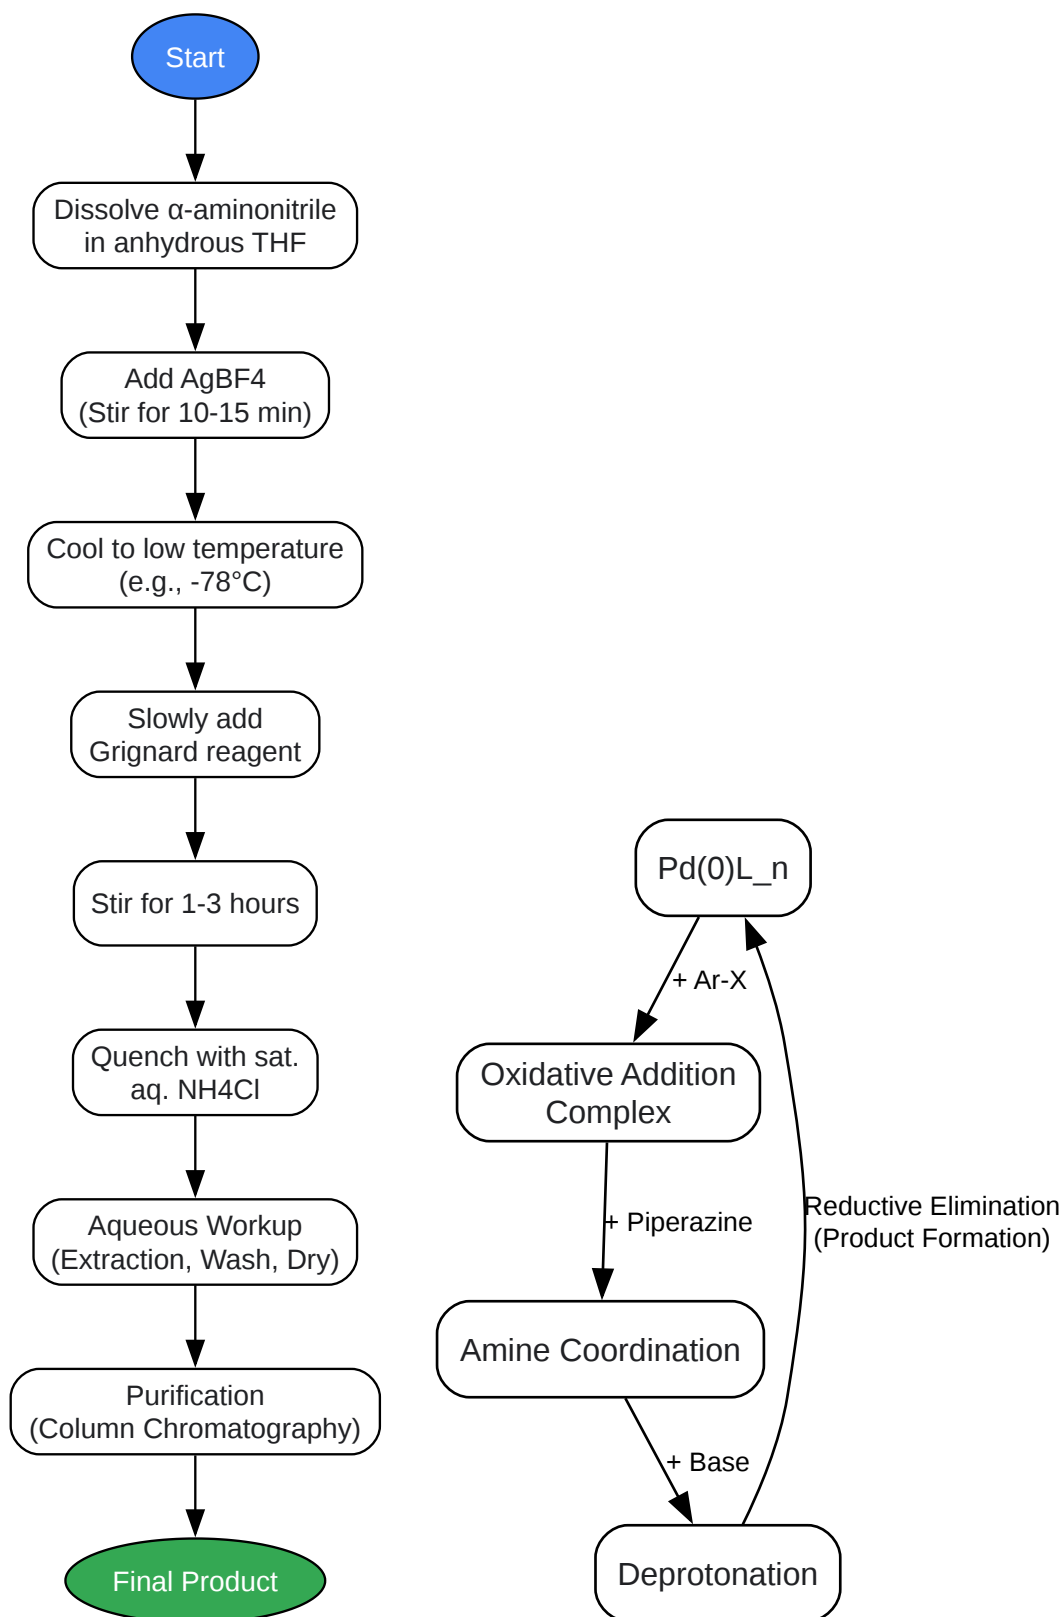 Start
Dissolve α-aminonitrile
in anhydrous THF
Add AgBF4
(Stir for 10-15 min)
Cool to low temperature
(e.g., -78°C)
Slowly add
Grignard reagent
Stir for 1-3 hours
Quench with sat.
aq. NH4Cl
Aqueous Workup
(Extraction, Wash, Dry)
Purification
(Column Chromatography)
Final Product
Pd(0)L_n
+ Ar-X
Oxidative Addition
Complex
+ Piperazine
Reductive Elimination
(Product Formation)
Amine Coordination
+ Base
Deprotonation